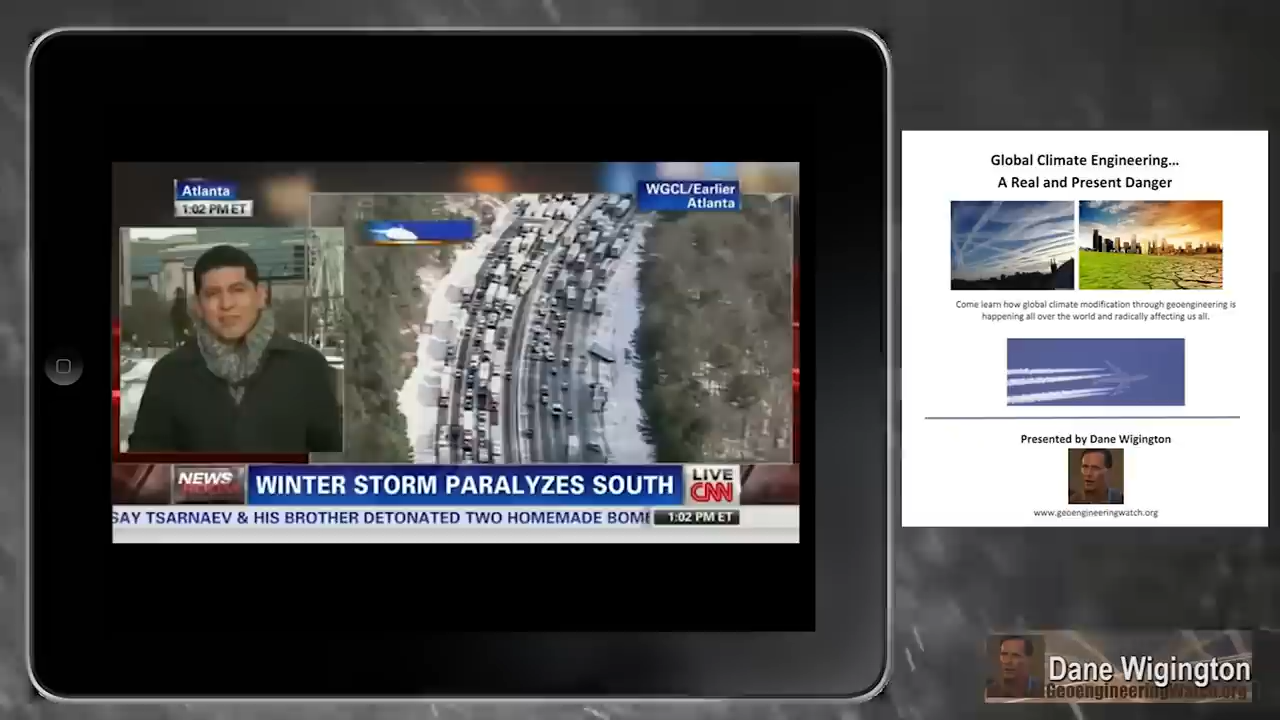 Atlanta
1:02 PM ET
WGCL/Earlier
Atlanta
NEWS
WINTER STORM PARALYZES SOUTH
LIVE
CNN
SAY TSARNAEV & HIS BROTHER DETONATED TWO HOMEMADE BOM
1:02 PM ET
Global Climate Engineering...
A Real and Present Danger
Come learn how global climate modification through geoengineering is
happening all over the world and radically affecting us all.
Presented by Dane Wigington
www.geoengineeringwatch.org
Dane Wigington
GeoengineeringWatch.org